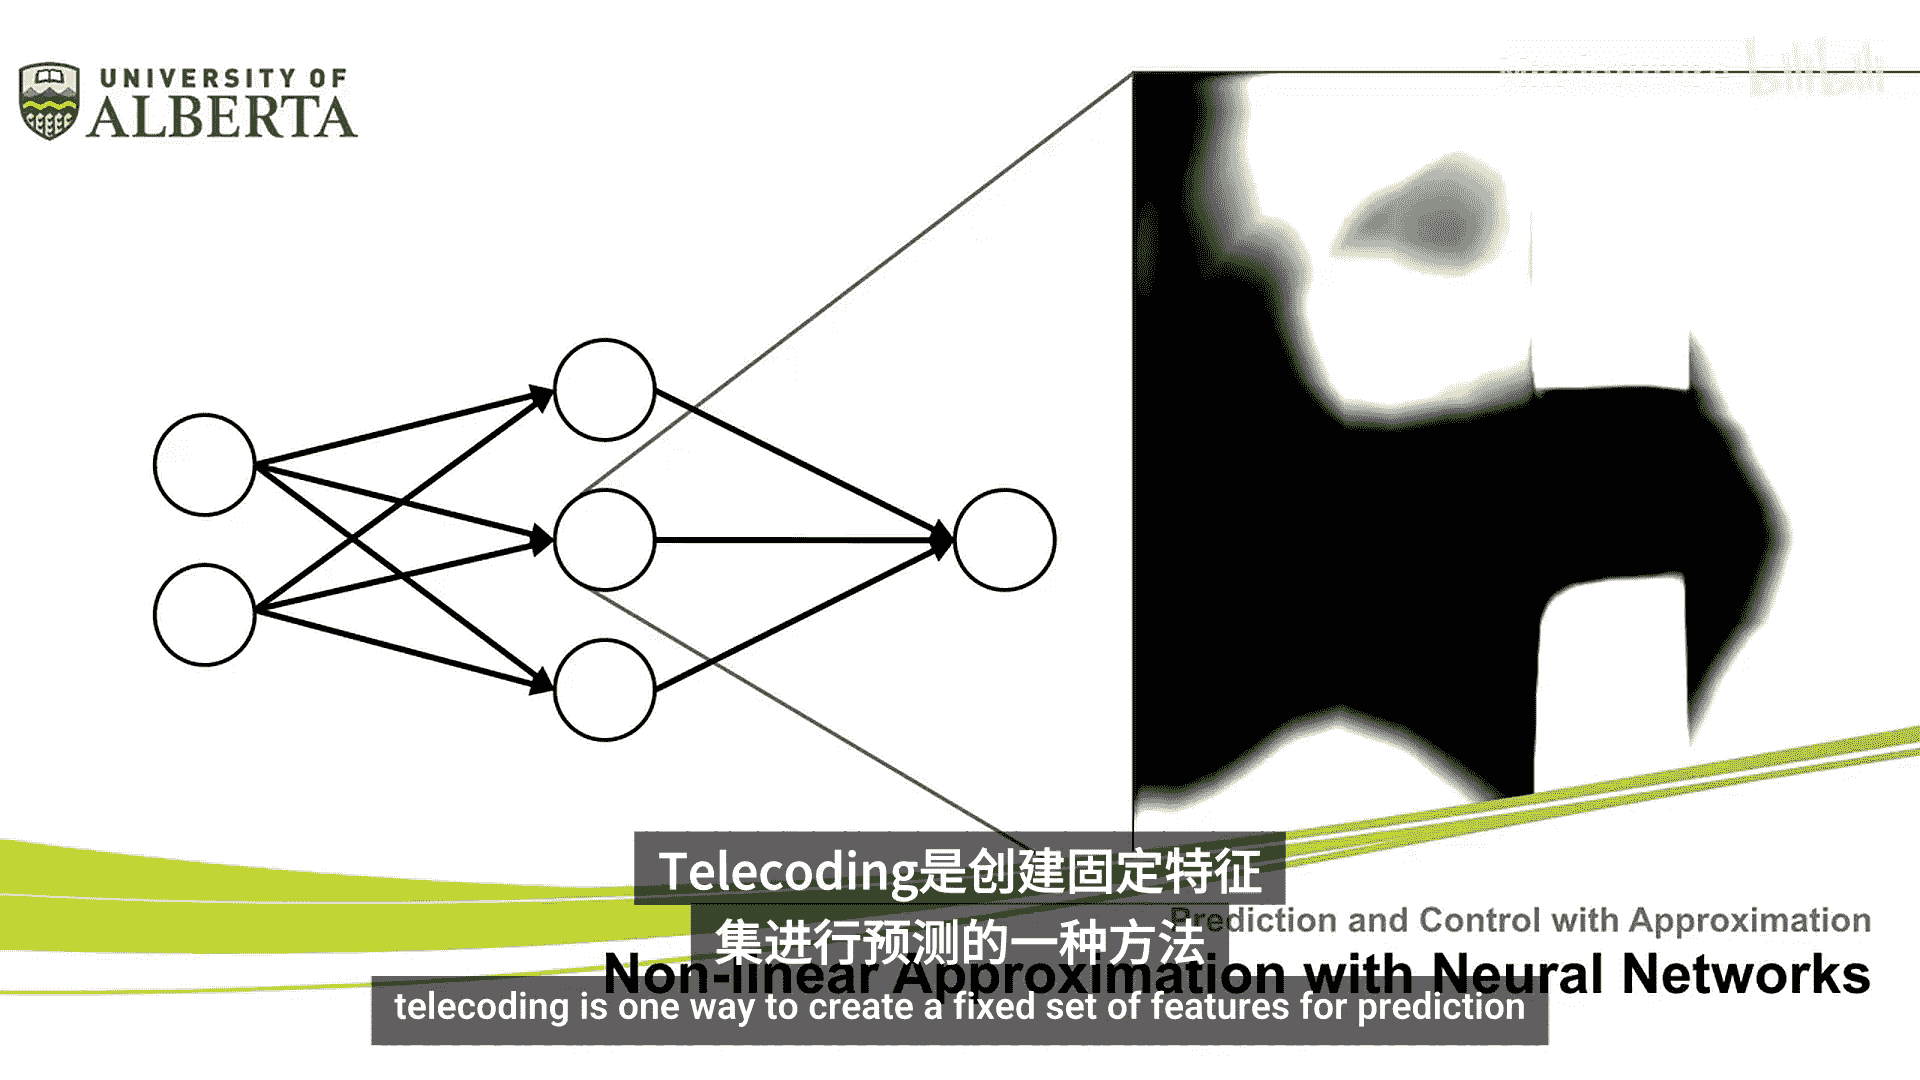 UNIVERSITY OF
ALBERTA
bilibili
Telecoding是创建固定特征
集进行预测的一种方法
Prediction and Control with Approximation
Non-linear Approximation with Neural Networks
telecoding is one way to create a fixed set of features for prediction